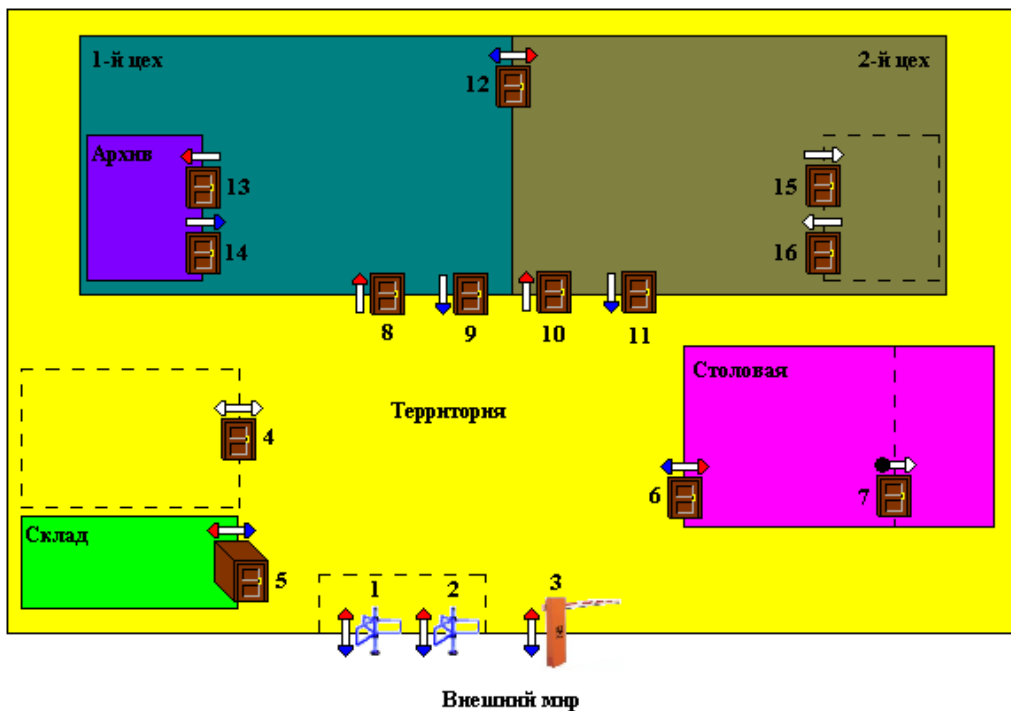 1-й цех
2-й цех
12
Архив
13
15
14
16
8
9
10
11
Столовая
Территория
4
6
7
Склад
5
1
2
3
Внешний мир